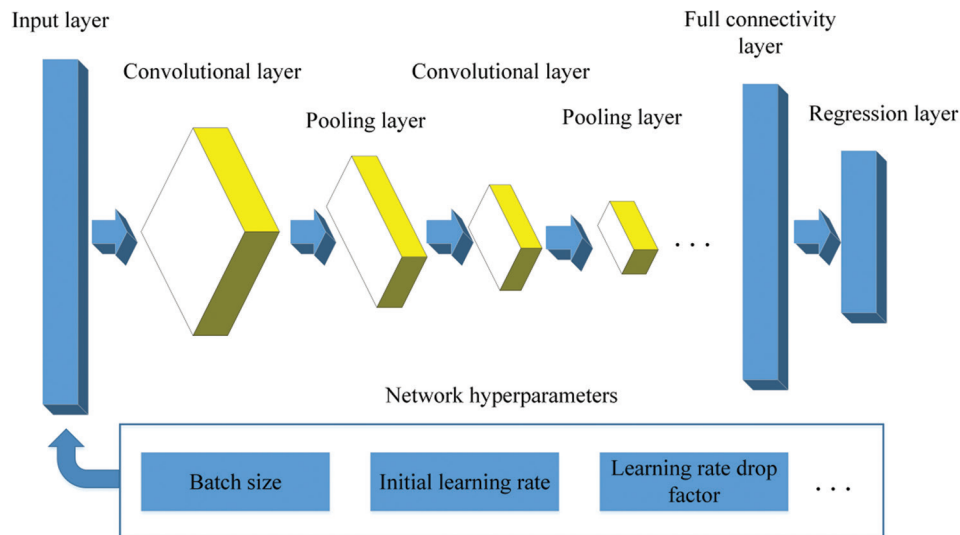 Input layer
Convolutional layer
Pooling layer
Convolutional layer
Pooling layer
...
Full connectivity
layer
Regression layer
Network hyperparameters
Batch size
Initial learning rate
Learning rate drop
factor
...